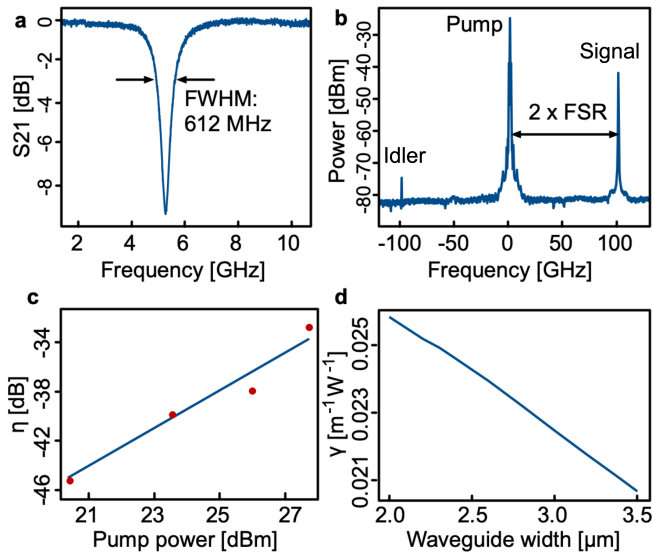 a
0
-2
-4
-6
-8
S21 [dB]
FWHM:
612 MHz
2 4 6 8 10
Frequency [GHz]
b
-30
-40
-50
-60
-70
-80
Power [dBm]
Pump
Signal
2 x FSR
Idler
-100 -50 0 50 100
Frequency [GHz]
c
-34
-38
-42
-46
η [dB]
21 23 25 27
Pump power [dBm]
d
0.025
0.023
0.021
γ [m⁻¹ W⁻¹]
2.0 2.5 3.0 3.5
Waveguide width [μm]